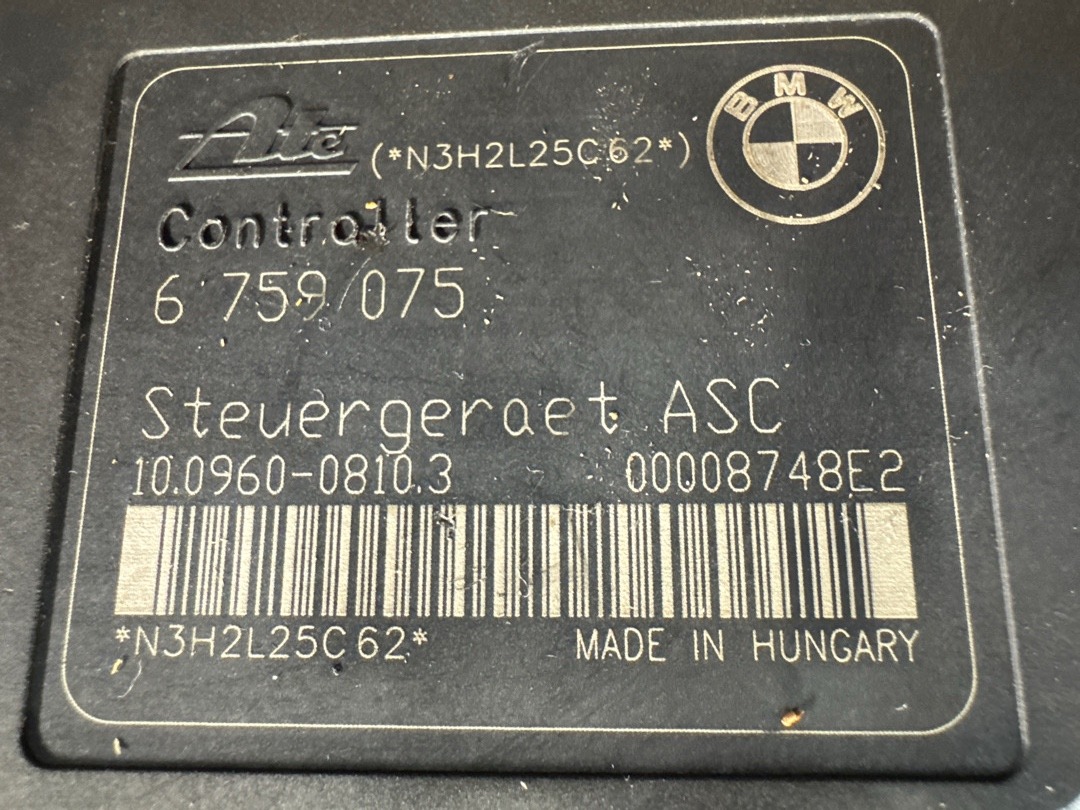 Ate (*N3H2L25C62*) BMW
Controller
6 759 075
Steuergeraet ASC
10.0960-0810.3 00008748E2
*N3H2L25C62* MADE IN HUNGARY